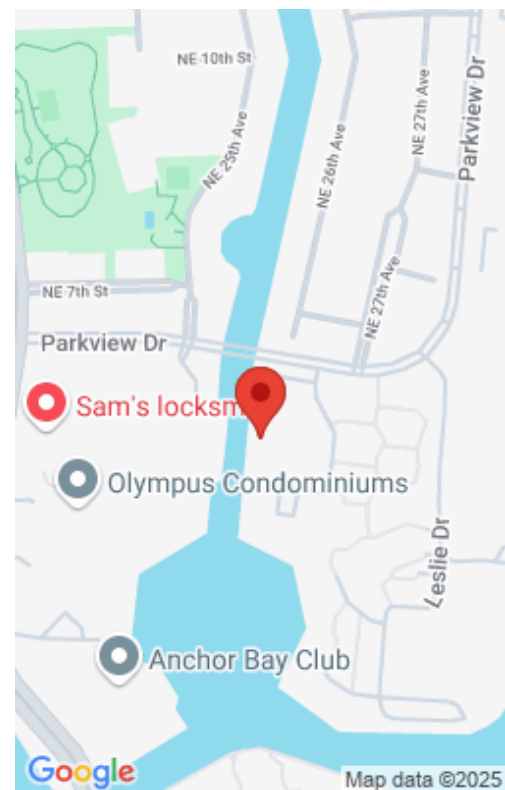 NE 10th St
NE 25th Ave
NE 26th Ave
NE 27th Ave
Parkview Dr
NE 27th Ave
NE 7th St
Parkview Dr
Sam's locksm
Olympus Condominiums
Leslie Dr
Anchor Bay Club
Google
Map data ©2025